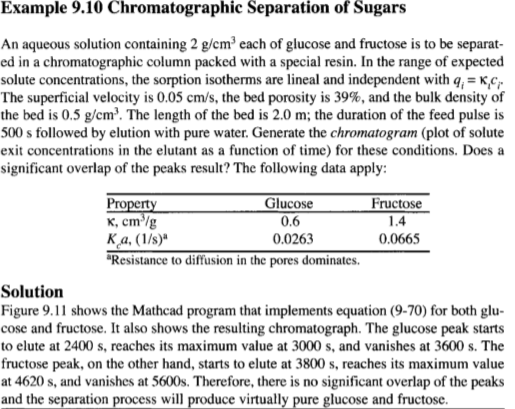 Example 9.10 Chromatographic Separation of Sugars
An aqueous solution containing 2 g/cm³ each of glucose and fructose is to be separat-
ed in a chromatographic column packed with a special resin. In the range of expected
solute concentrations, the sorption isotherms are lineal and independent with qᵢ = κᵢcᵢ.
The superficial velocity is 0.05 cm/s, the bed porosity is 39%, and the bulk density of
the bed is 0.5 g/cm³. The length of the bed is 2.0 m; the duration of the feed pulse is
500 s followed by elution with pure water. Generate the chromatogram (plot of solute
exit concentrations in the elutant as a function of time) for these conditions. Does a
significant overlap of the peaks result? The following data apply:
Property Glucose Fructose
κ, cm³/g 0.6 1.4
K꜀a, (1/s)ᵃ 0.0263 0.0665
ᵃResistance to diffusion in the pores dominates.
Solution
Figure 9.11 shows the Mathcad program that implements equation (9-70) for both glu-
cose and fructose. It also shows the resulting chromatograph. The glucose peak starts
to elute at 2400 s, reaches its maximum value at 3000 s, and vanishes at 3600 s. The
fructose peak, on the other hand, starts to elute at 3800 s, reaches its maximum value
at 4620 s, and vanishes at 5600s. Therefore, there is no significant overlap of the peaks
and the separation process will produce virtually pure glucose and fructose.